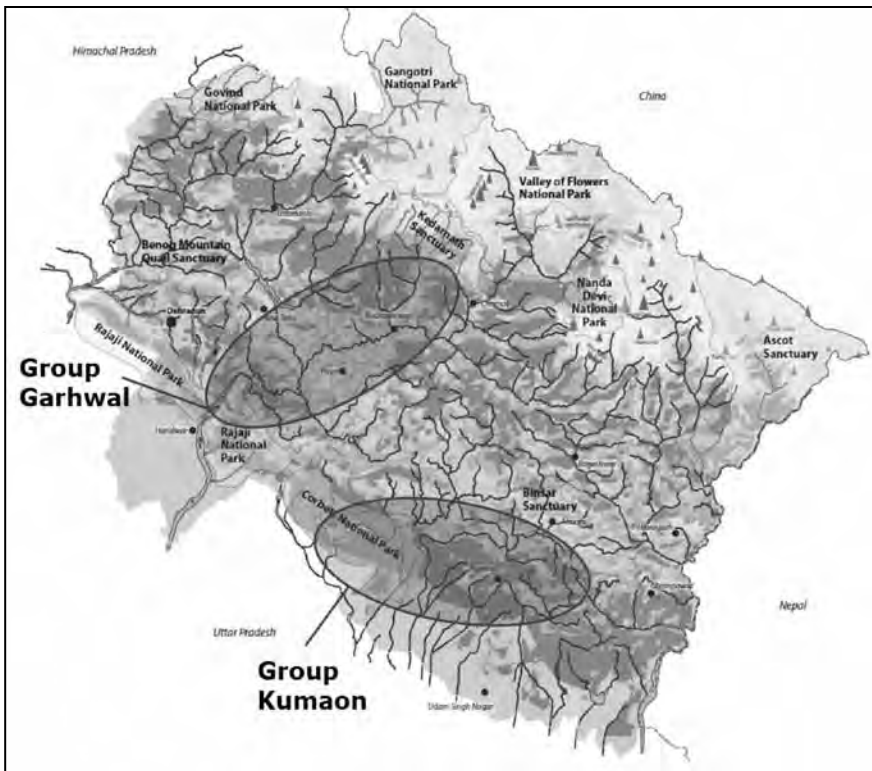 Himachal Pradesh
Gangotri
National Park
Govind
National Park
China
Valley of Flowers
National Park
Kedarnath
Sanctuary
Benog Mountain
Quail Sanctuary
Nanda
Devi
National
Park
Dehradun
Rajaji National Park
Ascot
Sanctuary
Group
Garhwal
Haridwar
Rajaji
National
Park
Bageshwar
Binsar
Sanctuary
Corbett National Park
Nepal
Uttar Pradesh
Group
Kumaon
Udam Singh Nagar